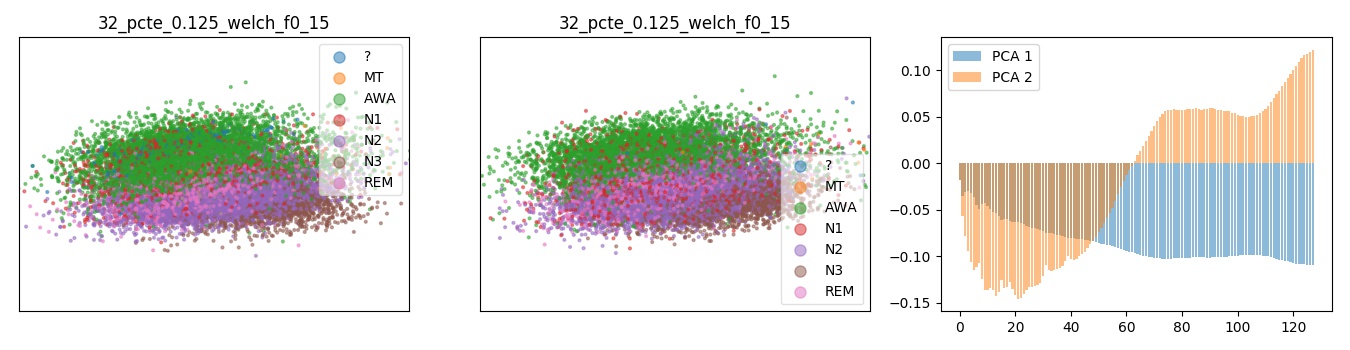 32_pcte_0.125_welch_f0_15
?
MT
AWA
N1
N2
N3
REM
32_pcte_0.125_welch_f0_15
?
MT
AWA
N1
N2
N3
REM
PCA 1
PCA 2
0.10
0.05
0.00
−0.05
−0.10
−0.15
0 20 40 60 80 100 120